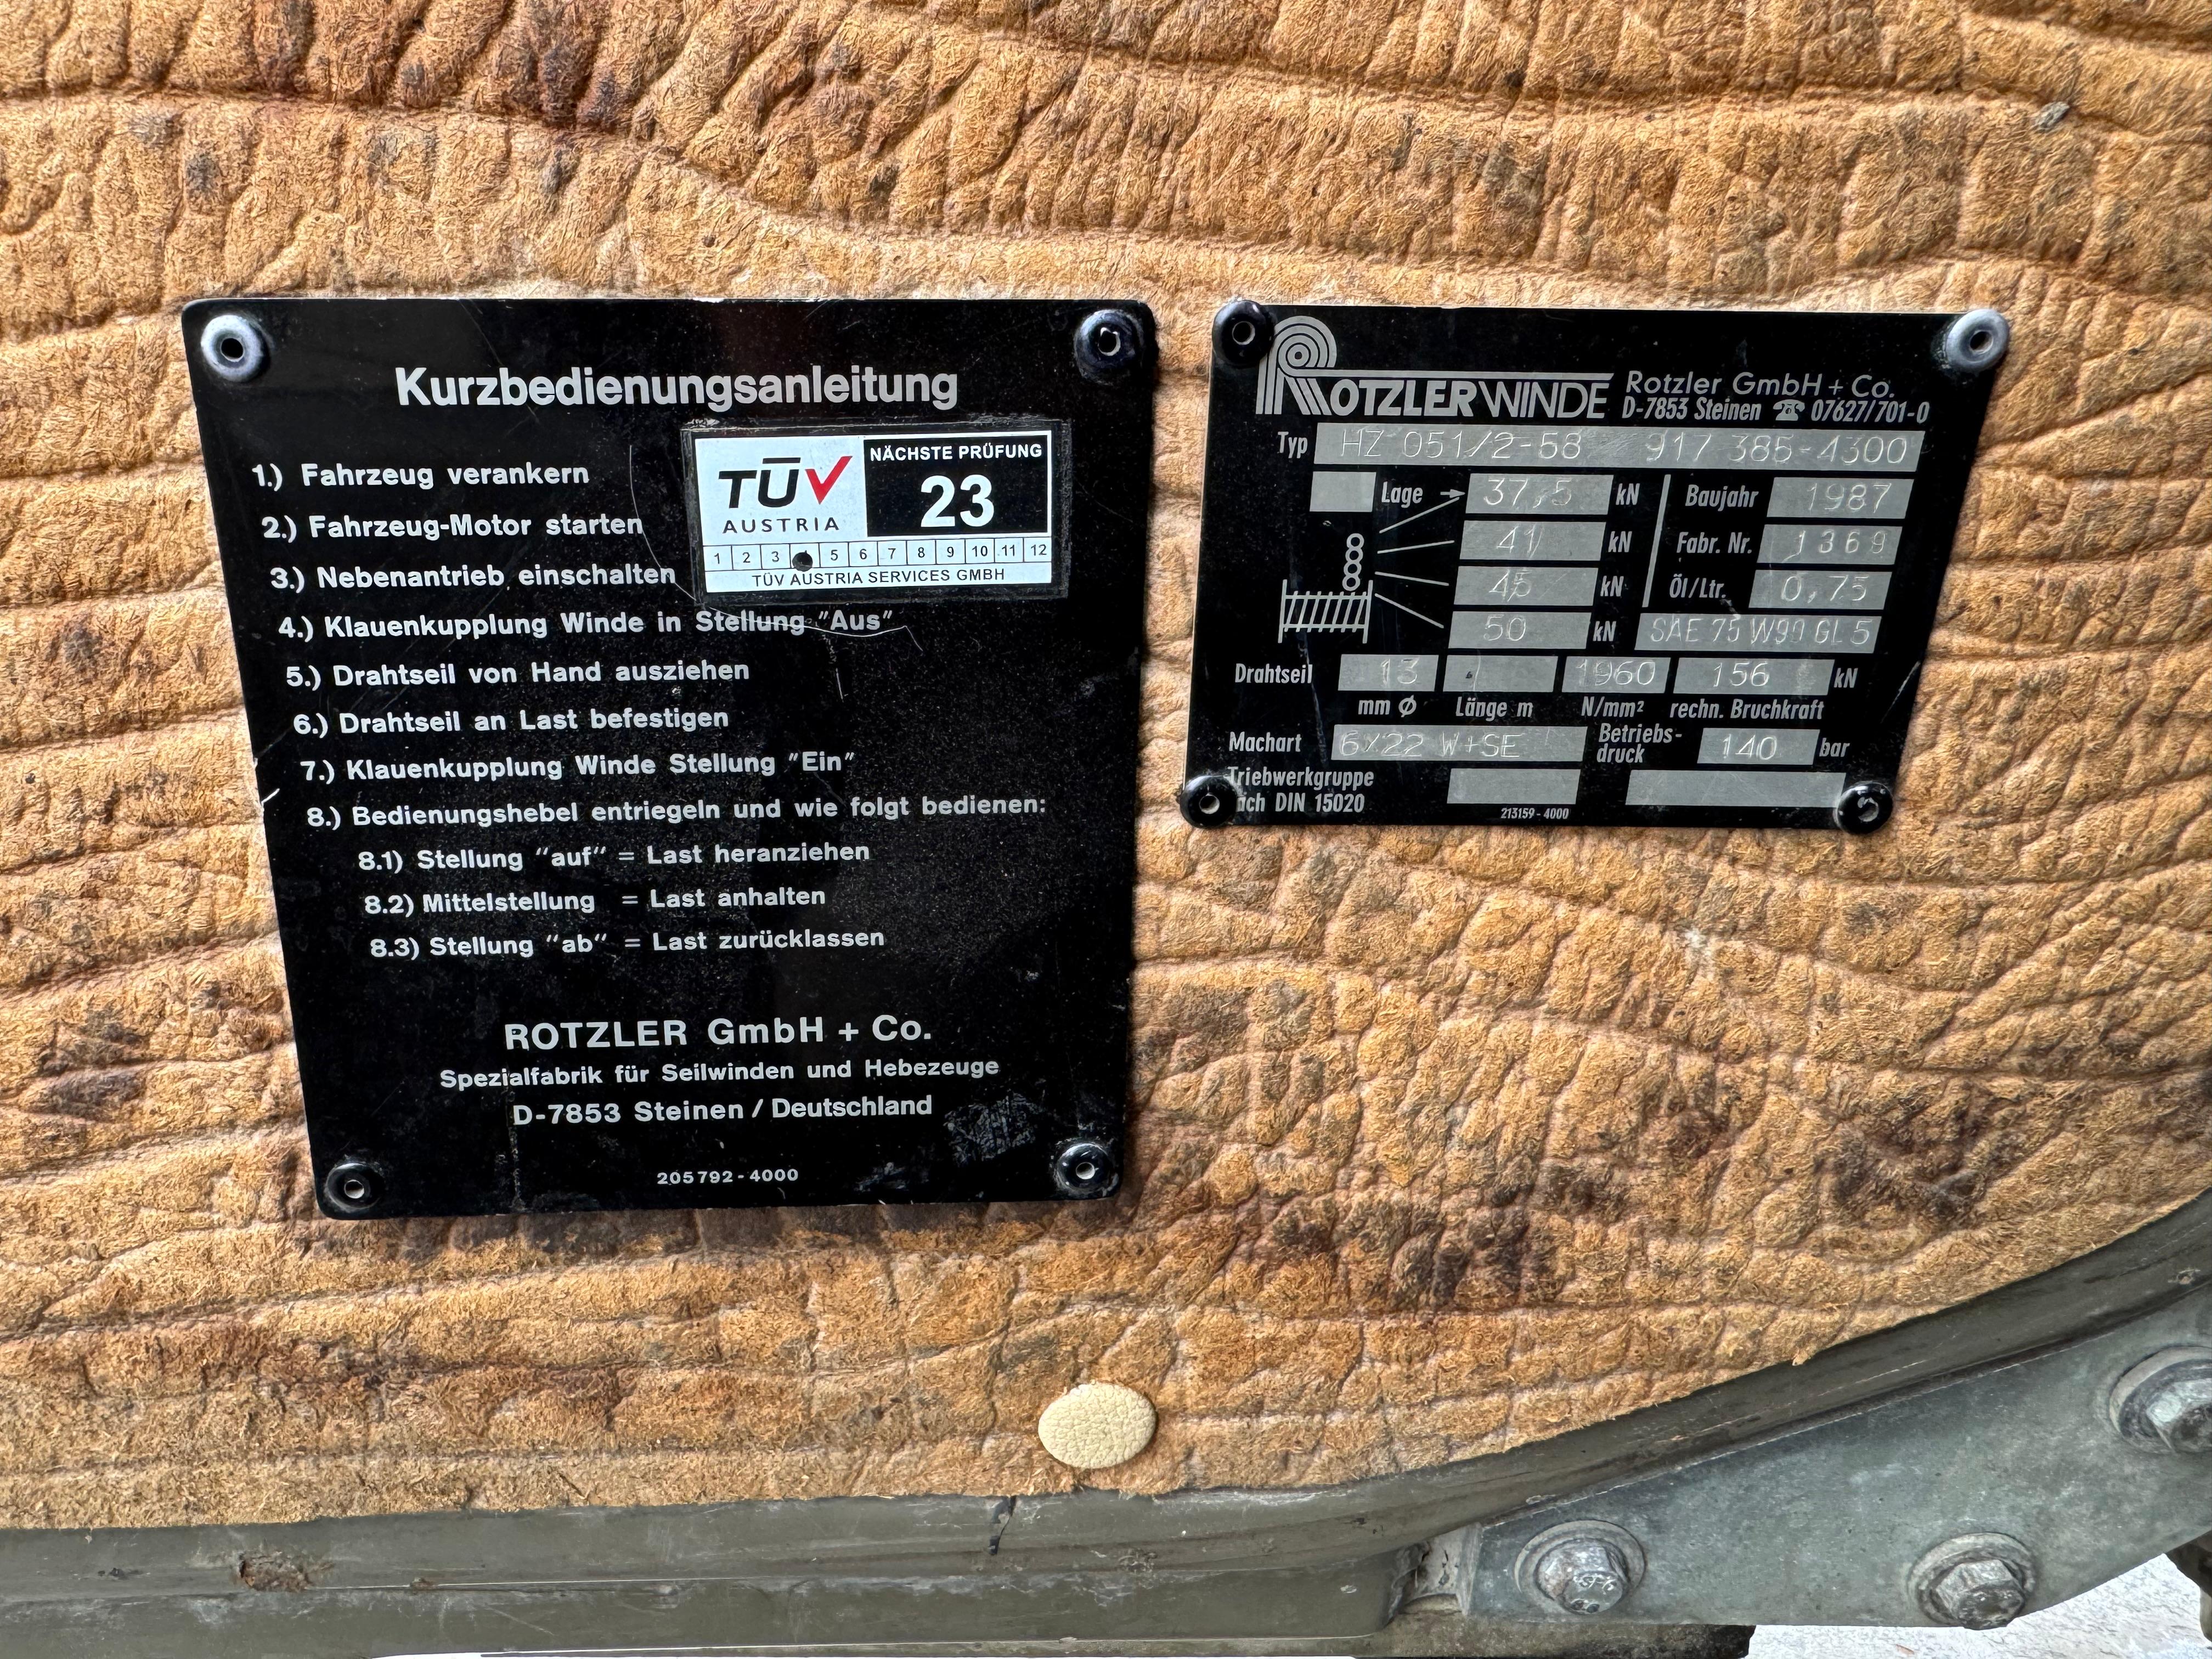 Kurzbedienungsanleitung
1.) Fahrzeug verankern
2.) Fahrzeug-Motor starten
3.) Nebenantrieb einschalten
4.) Klauenkupplung Winde in Stellung "Aus"
5.) Drahtseil von Hand ausziehen
6.) Drahtseil an Last befestigen
7.) Klauenkupplung Winde Stellung "Ein"
8.) Bedienungshebel entriegeln und wie folgt bedienen:
8.1) Stellung "auf" = Last heranziehen
8.2) Mittelstellung = Last anhalten
8.3) Stellung "ab" = Last zurücklassen
ROTZLER GmbH + Co.
Spezialfabrik für Seilwinden und Hebezeuge
D-7853 Steinen / Deutschland
205792-4000
TÜV
AUSTRIA
NÄCHSTE PRÜFUNG
23
1 2 3 5 6 7 8 9 10 11 12
TÜV AUSTRIA SERVICES GMBH
ROTZLER WINDE Rotzler GmbH + Co.
D-7853 Steinen ☎ 07627/701-0
Typ HZ 051/2-58 917 385-4300
Lage → 37,5 kN Baujahr 1987
41 kN Fabr. Nr. 1369
45 kN Öl/Ltr. 0,75
50 kN SAE 75 W90 GL 5
Drahtseil 13 1960 156 kN
mm Ø Länge m N/mm² rechn. Bruchkraft
Machart 6X22 W+SE Betriebs-
druck 140 bar
Triebwerkgruppe
nach DIN 15020
213159-4000